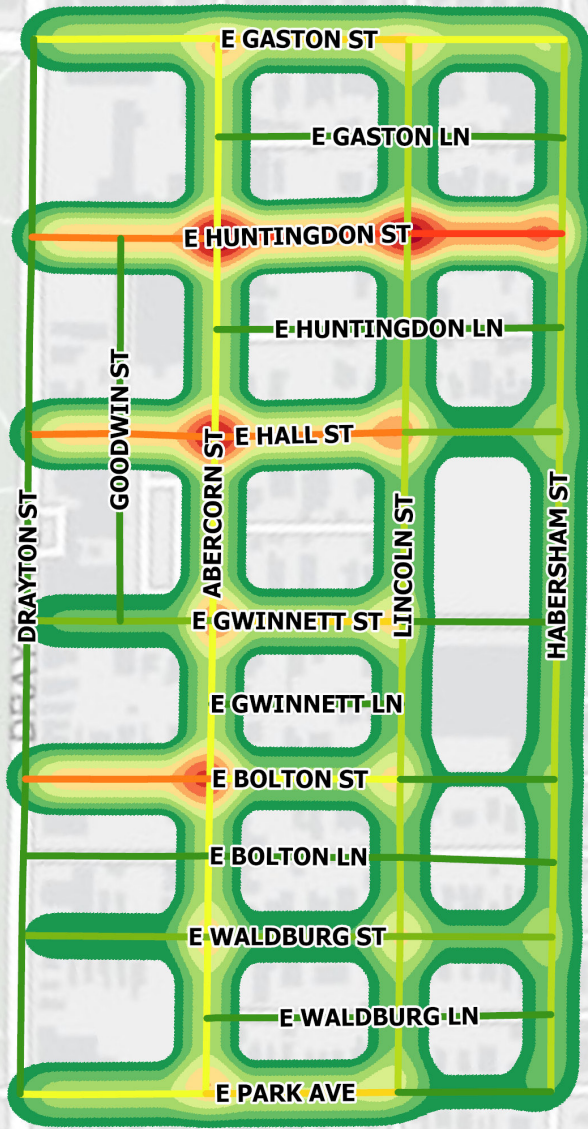 E GASTON ST
E GASTON LN
E HUNTINGDON ST
E HUNTINGDON LN
GOODWIN ST
E HALL ST
ABERCORN ST
DRAYTON ST
LINCOLN ST
HABERSHAM ST
E GWINNETT ST
E GWINNETT LN
E BOLTON ST
E BOLTON LN
E WALDBURG ST
E WALDBURG LN
E PARK AVE